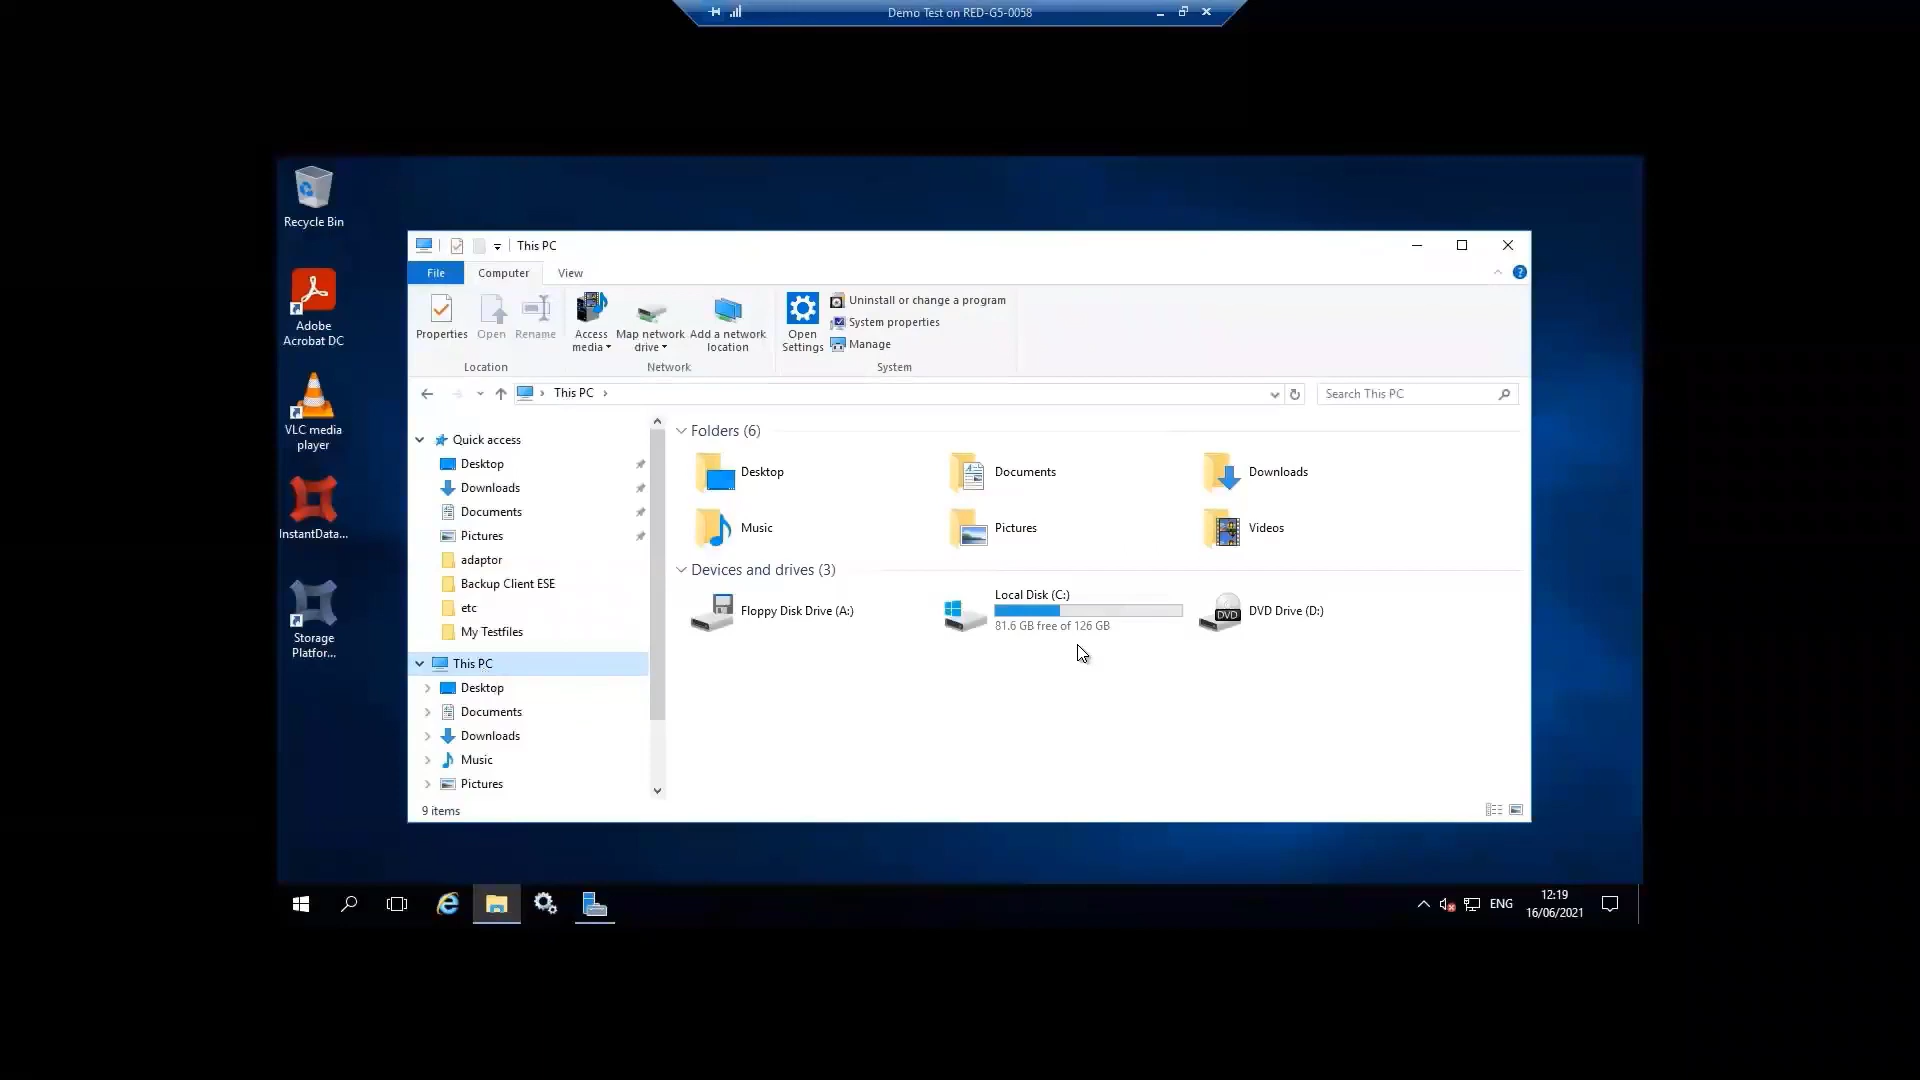 Demo Test on RED-G5-0058
Recycle Bin
Adobe
Acrobat DC
VLC media
player
InstantData...
Storage
Platfor...
This PC
File
Computer
View
Properties
Open
Rename
Access
media
Map network
drive
Add a network
location
Open
Settings
Uninstall or change a program
System properties
Manage
Location
Network
System
This PC
Search This PC
Quick access
Desktop
Downloads
Documents
Pictures
adaptor
Backup Client ESE
etc
My Testfiles
This PC
Desktop
Documents
Downloads
Music
Pictures
Folders (6)
Desktop
Documents
Downloads
Music
Pictures
Videos
Devices and drives (3)
Floppy Disk Drive (A:)
Local Disk (C:)
81.6 GB free of 126 GB
DVD
DVD Drive (D:)
9 items
ENG
12:19
16/06/2021